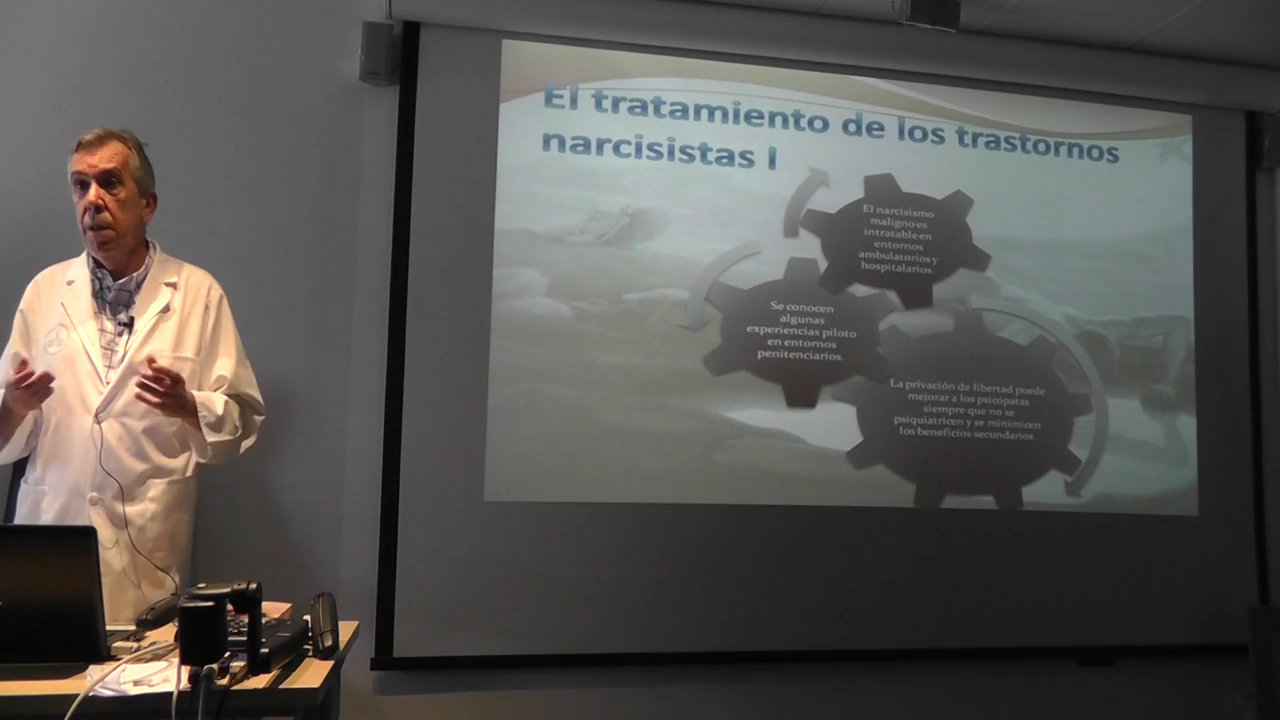 El tratamiento de los trastornos
narcisistas I
El narcisismo
maligno es
intratable en
entornos
ambulatorios y
hospitalarios.
Se conocen
algunas
experiencias piloto
en entornos
penitenciarios.
La privación de libertad puede
mejorar a los psicópatas
siempre que no se
psiquiatricen y se minimicen
los beneficios secundarios.